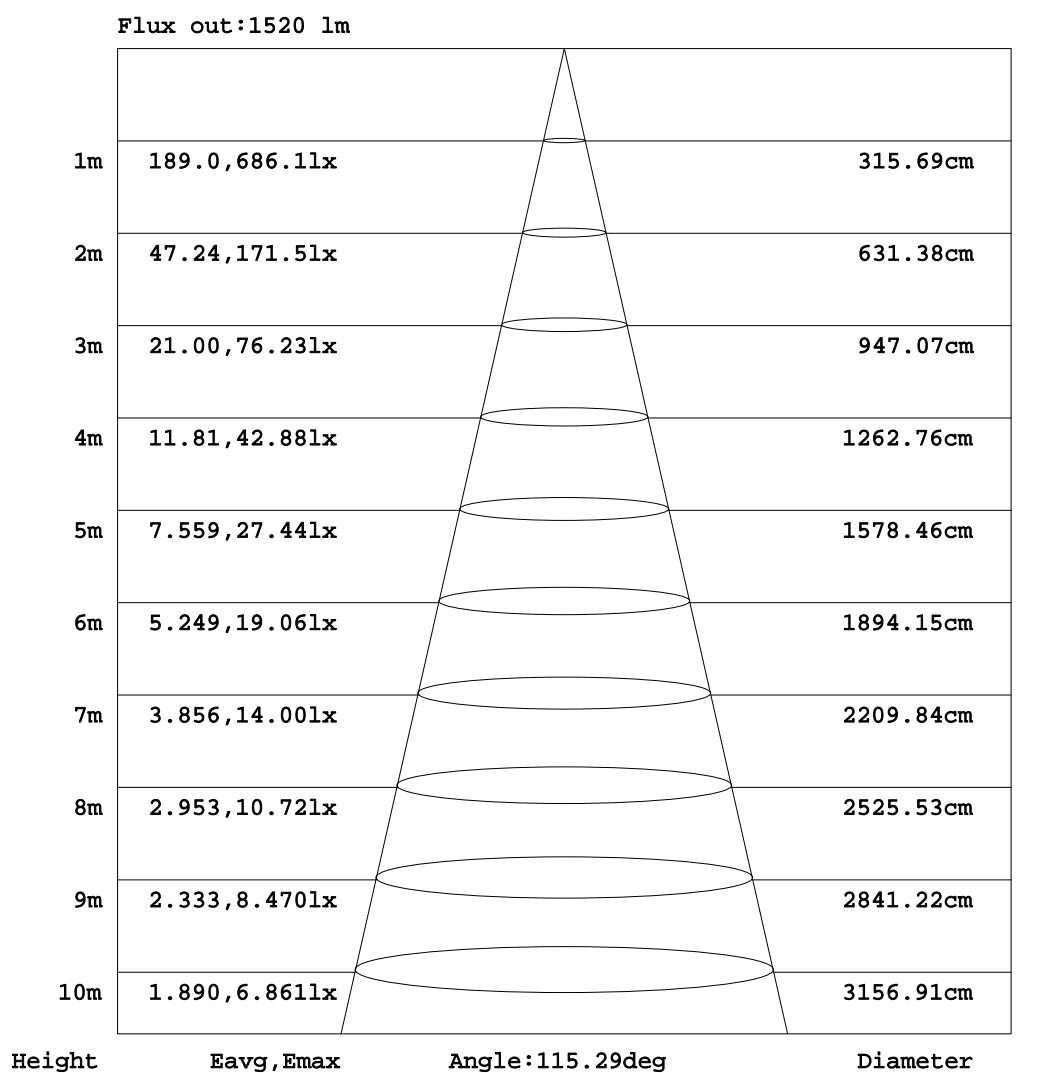 Flux out:1520 lm
1m 189.0,686.1lx 315.69cm
2m 47.24,171.5lx 631.38cm
3m 21.00,76.23lx 947.07cm
4m 11.81,42.88lx 1262.76cm
5m 7.559,27.44lx 1578.46cm
6m 5.249,19.06lx 1894.15cm
7m 3.856,14.00lx 2209.84cm
8m 2.953,10.72lx 2525.53cm
9m 2.333,8.470lx 2841.22cm
10m 1.890,6.861lx 3156.91cm
Height Eavg,Emax Angle:115.29deg Diameter